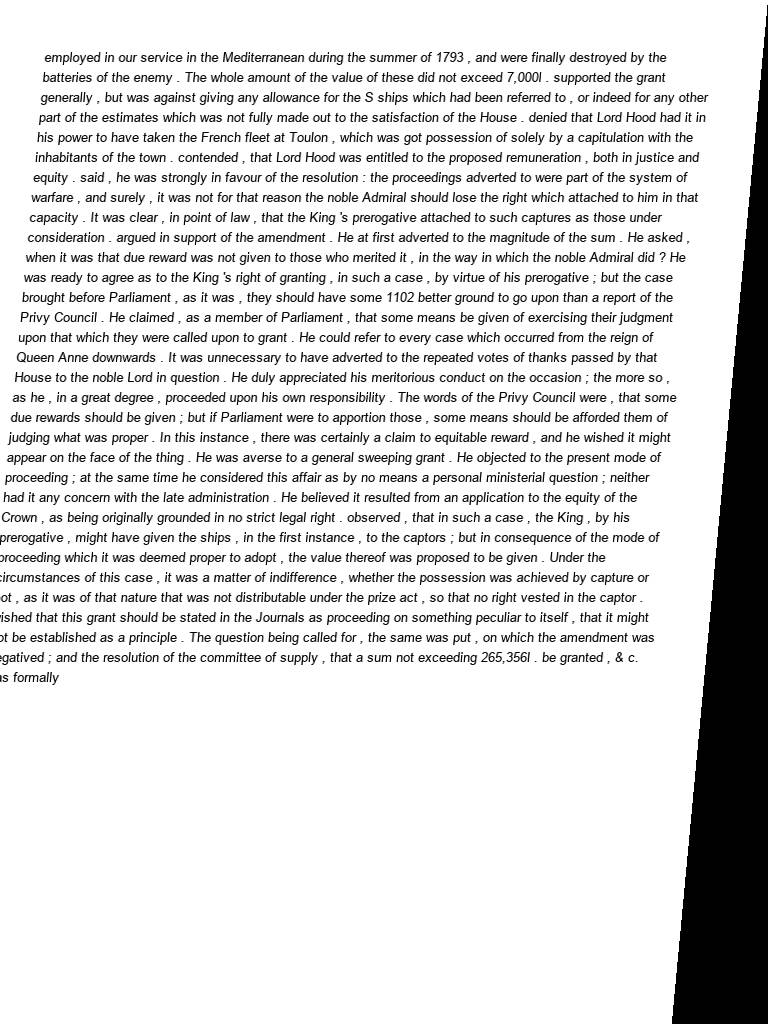 employed in our service in the Mediterranean during the summer of 1793 , and were finally destroyed by the
batteries of the enemy . The whole amount of the value of these did not exceed 7,000l . supported the grant
generally , but was against giving any allowance for the S ships which had been referred to , or indeed for any other
part of the estimates which was not fully made out to the satisfaction of the House . denied that Lord Hood had it in
his power to have taken the French fleet at Toulon , which was got possession of solely by a capitulation with the
inhabitants of the town . contended , that Lord Hood was entitled to the proposed remuneration , both in justice and
equity . said , he was strongly in favour of the resolution : the proceedings adverted to were part of the system of
warfare , and surely , it was not for that reason the noble Admiral should lose the right which attached to him in that
capacity . It was clear , in point of law , that the King 's prerogative attached to such captures as those under
consideration . argued in support of the amendment . He at first adverted to the magnitude of the sum . He asked ,
when it was that due reward was not given to those who merited it , in the way in which the noble Admiral did ? He
was ready to agree as to the King 's right of granting , in such a case , by virtue of his prerogative ; but the case
brought before Parliament , as it was , they should have some 1102 better ground to go upon than a report of the
Privy Council . He claimed , as a member of Parliament , that some means be given of exercising their judgment
upon that which they were called upon to grant . He could refer to every case which occurred from the reign of
Queen Anne downwards . It was unnecessary to have adverted to the repeated votes of thanks passed by that
House to the noble Lord in question . He duly appreciated his meritorious conduct on the occasion ; the more so ,
as he , in a great degree , proceeded upon his own responsibility . The words of the Privy Council were , that some
due rewards should be given ; but if Parliament were to apportion those , some means should be afforded them of
judging what was proper . In this instance , there was certainly a claim to equitable reward , and he wished it might
appear on the face of the thing . He was averse to a general sweeping grant . He objected to the present mode of
proceeding ; at the same time he considered this affair as by no means a personal ministerial question ; neither
had it any concern with the late administration . He believed it resulted from an application to the equity of the
Crown , as being originally grounded in no strict legal right . observed , that in such a case , the King , by his
prerogative , might have given the ships , in the first instance , to the captors ; but in consequence of the mode of
proceeding which it was deemed proper to adopt , the value thereof was proposed to be given . Under the
circumstances of this case , it was a matter of indifference , whether the possession was achieved by capture or
ot , as it was of that nature that was not distributable under the prize act , so that no right vested in the captor .
ished that this grant should be stated in the Journals as proceeding on something peculiar to itself , that it might
ot be established as a principle . The question being called for , the same was put , on which the amendment was
egatived ; and the resolution of the committee of supply , that a sum not exceeding 265,356l . be granted , & c.
as formally